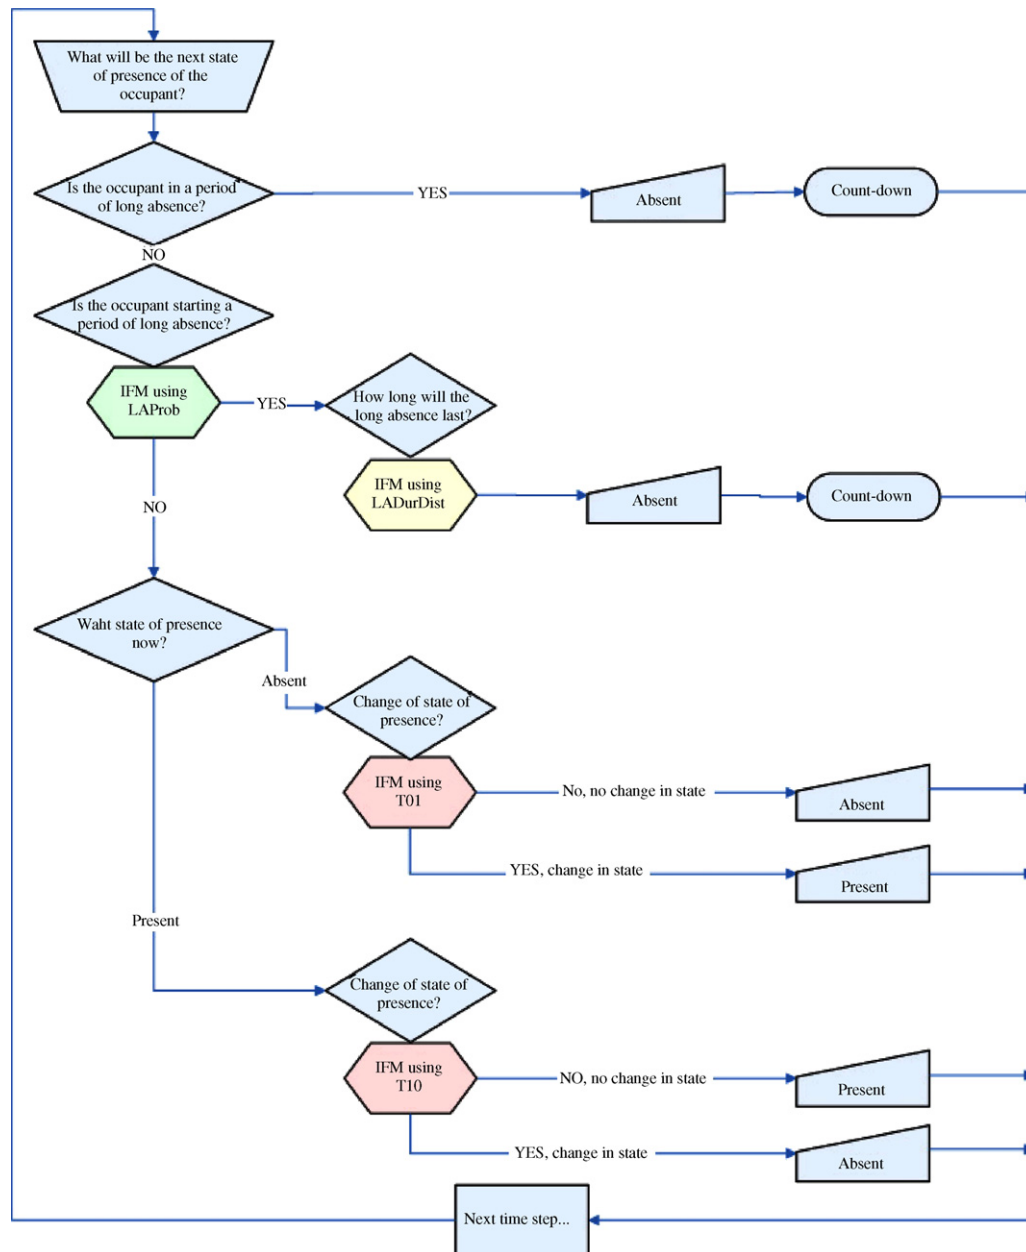 What will be the next state
of presence of the
occupant?
Is the occupant in a period
of long absence?
YES
Absent
Count-down
NO
Is the occupant starting a
period of long absence?
IFM using
LAProb
YES
How long will the
long absence last?
IFM using
LADurDist
Absent
Count-down
NO
Waht state of presence
now?
Absent
Change of state of
presence?
IFM using
T01
No, no change in state
Absent
YES, change in state
Present
Present
Change of state of
presence?
IFM using
T10
NO, no change in state
Present
YES, change in state
Absent
Next time step...